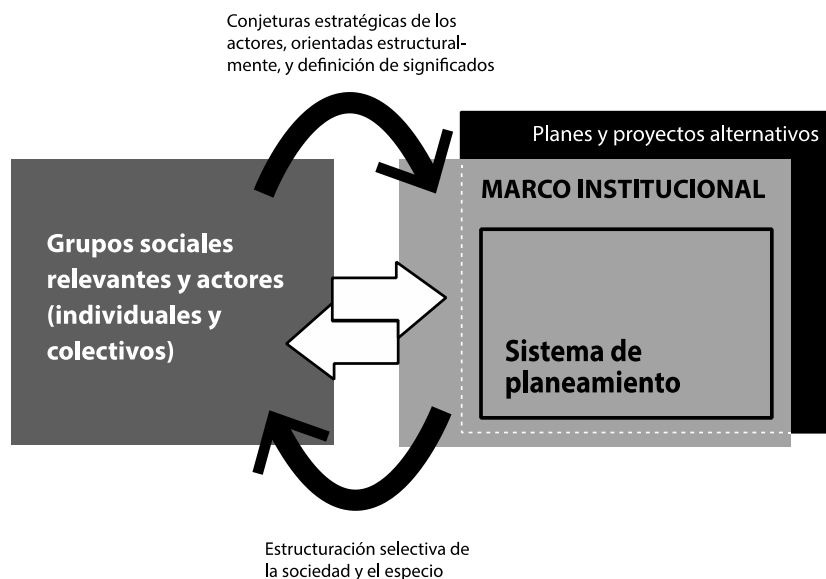 Conjeturas estratégicas de los
actores, orientadas estructural-
mente, y definición de significados
Planes y proyectos alternativos
MARCO INSTITUCIONAL
Grupos sociales
relevantes y actores
(individuales y
colectivos)
Sistema de
planeamiento
Estructuración selectiva de
la sociedad y el especio